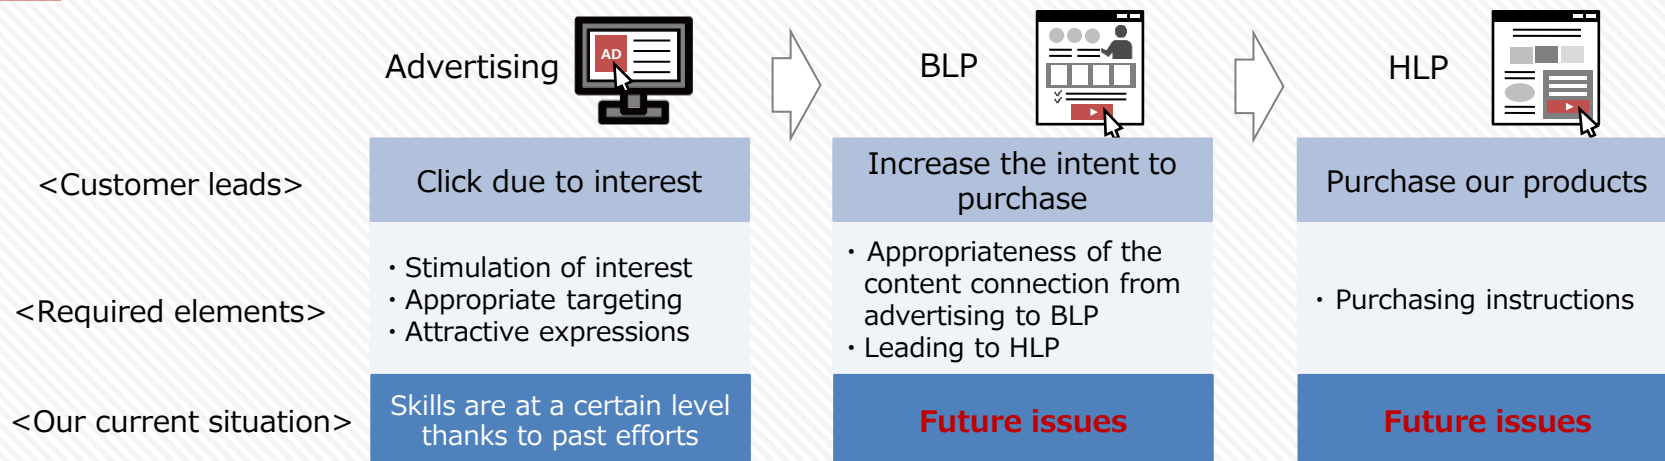 Advertising
AD
BLP
HLP
<Customer leads>
Click due to interest
Increase the intent to
purchase
Purchase our products
<Required elements>
・Stimulation of interest
・Appropriate targeting
・Attractive expressions
・Appropriateness of the
content connection from
advertising to BLP
・Leading to HLP
・Purchasing instructions
<Our current situation>
Skills are at a certain level
thanks to past efforts
Future issues
Future issues